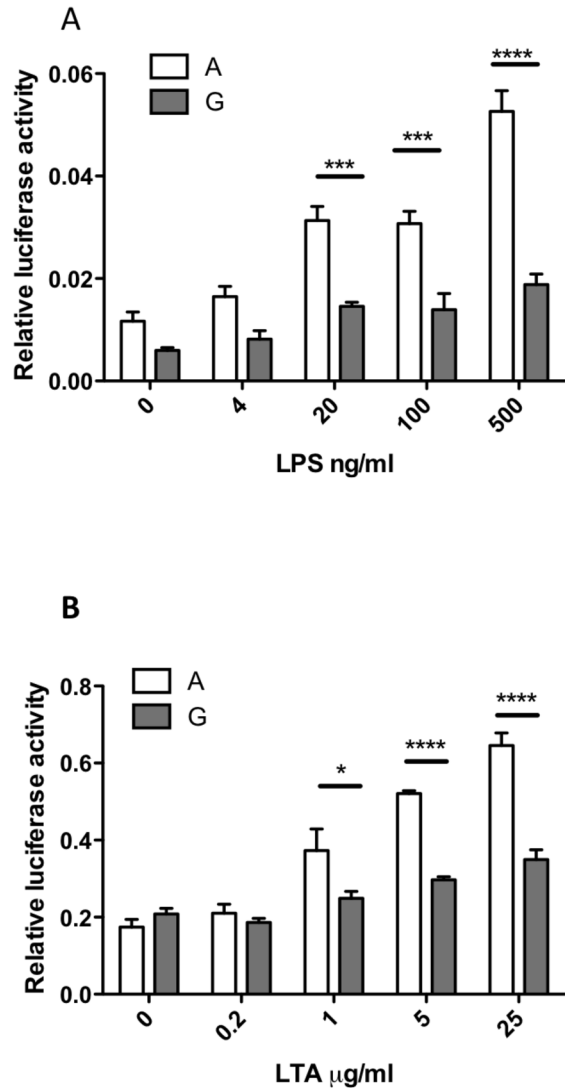 A
A
G
Relative luciferase activity
0.06
0.04
0.02
0.00
***
***
****
0
4
20
100
500
LPS ng/ml
B
A
G
Relative luciferase activity
0.8
0.6
0.4
0.2
0.0
*
****
****
0
0.2
1
5
25
LTA μg/ml